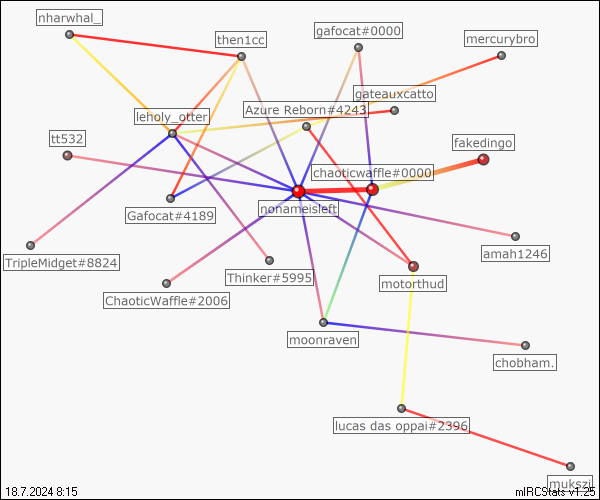 nharwhal_
then1cc
gafocat#0000
mercurybro
gateauxcatto
Azure Reborn#4243
leholy_otter
tt532
fakedingo
chaoticwaffle#0000
nonameisleft
Gafocat#4189
amah1246
TripleMidget#8824
Thinker#5995
motorthud
ChaoticWaffle#2006
moonraven
chobham.
lucas das oppai#2396
mukszi
18.7.2024 8:15
mIRCStats v1.25